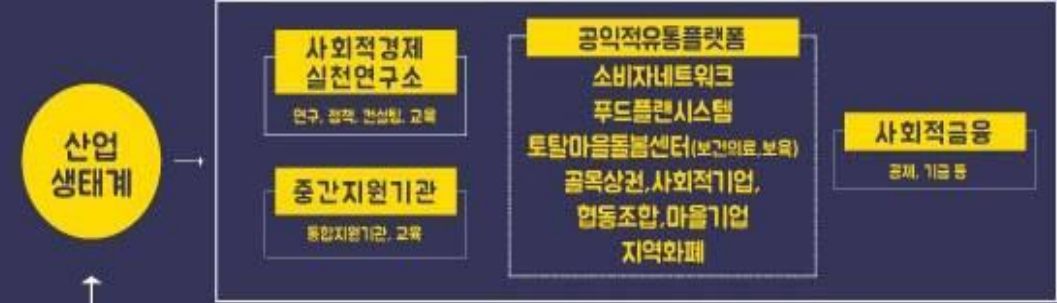 산업
생태계
사회적경제
실천연구소
연구, 정책, 컨설팅, 교육
중간지원기관
통합지원기관, 교육
공익적유통플랫폼
소비자네트워크
푸드플랜시스템
토탈마을돌봄센터(보건의료,보육)
골목상권,사회적기업,
협동조합,마을기업
지역화폐
사회적금융
공제, 기금 등